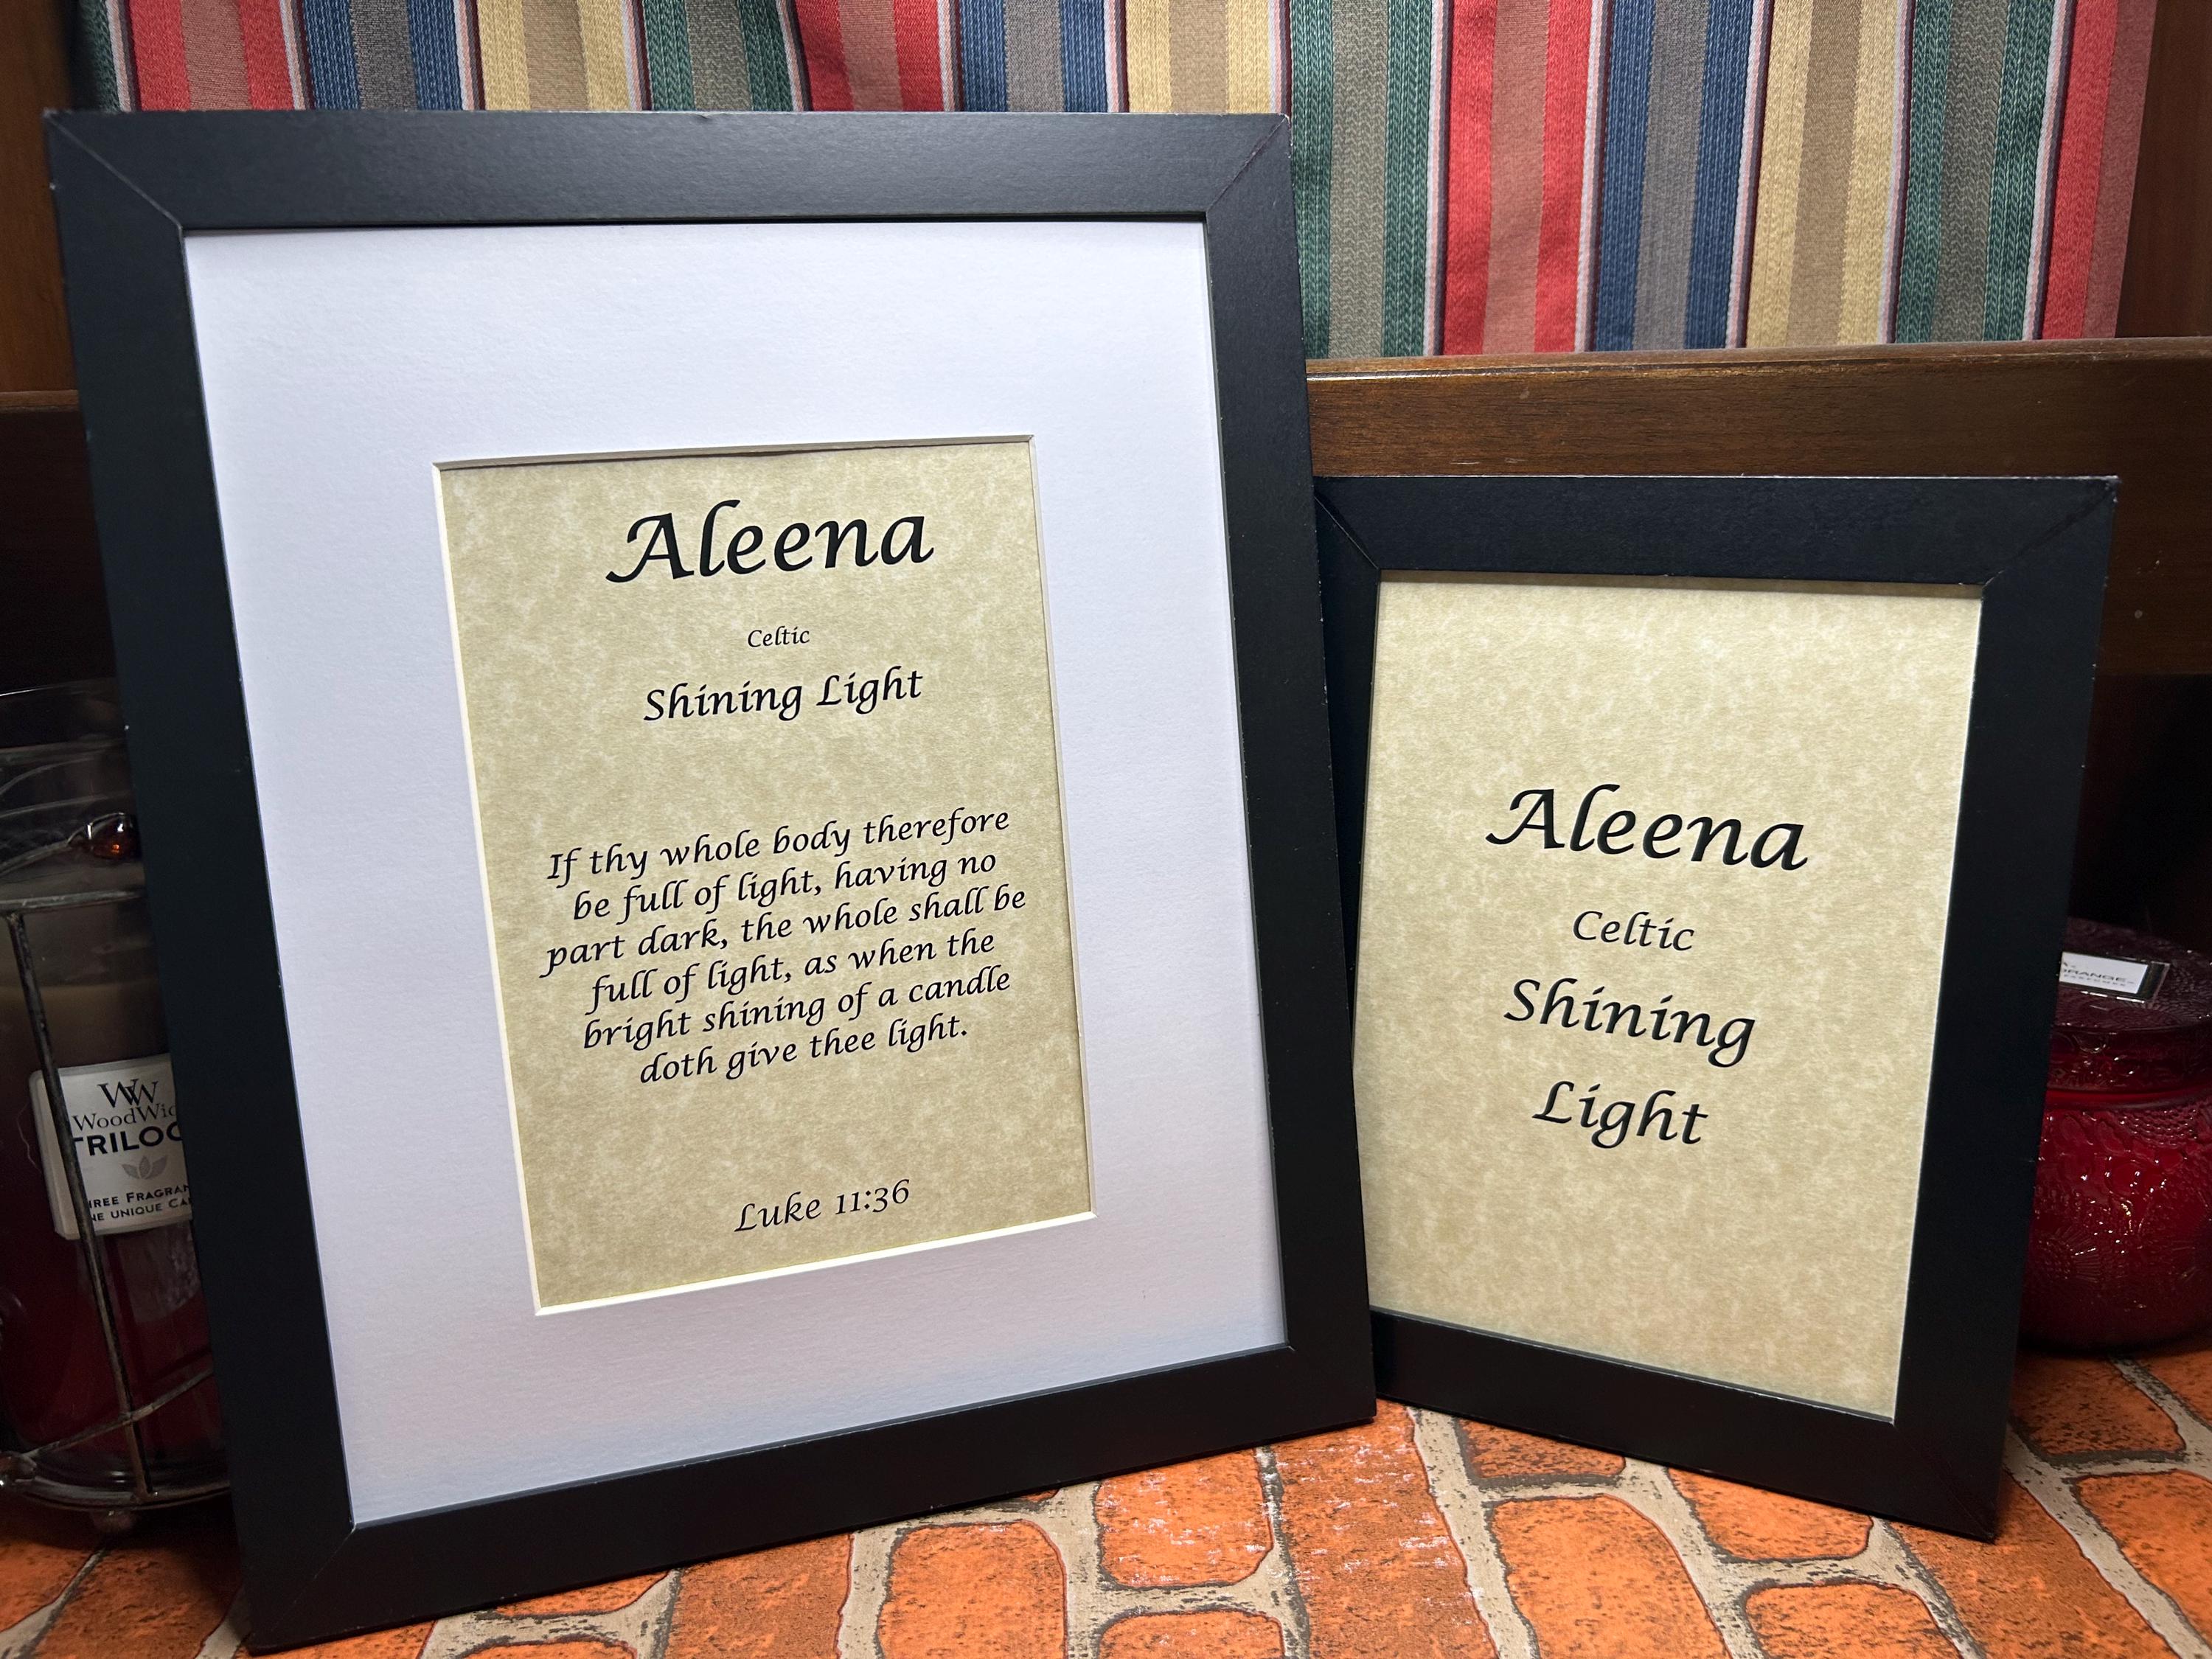 Aleena
Celtic
Shining Light
If thy whole body therefore
be full of light, having no
part dark, the whole shall be
full of light, as when the
bright shining of a candle
doth give thee light.
Luke 11:36
Aleena
Celtic
Shining
Light
WW
TRILOG